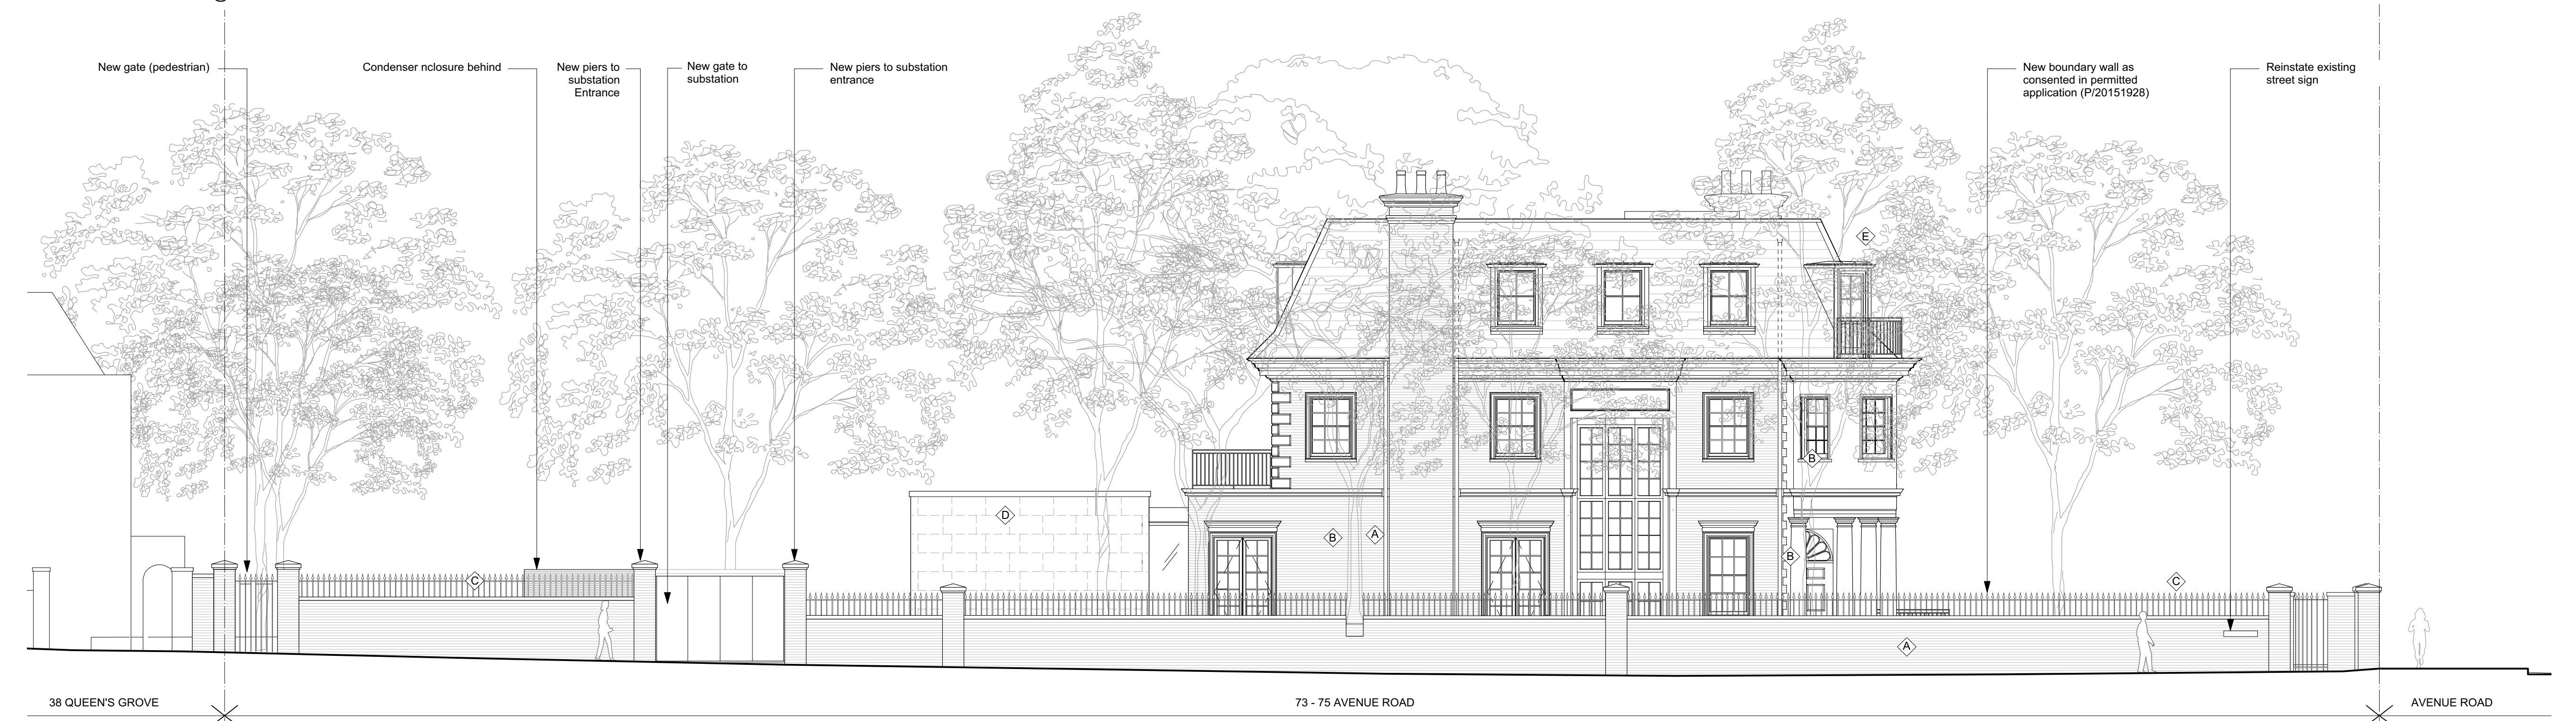 New gate (pedestrian)
Condenser nclosure behind
New piers to
substation
Entrance
New gate to
substation
New piers to substation
entrance
New boundary wall as
consented in permitted
application (P/20151928)
Reinstate existing
street sign
E
B
D
B
A
B
C
C
A
38 QUEEN'S GROVE
73 - 75 AVENUE ROAD
AVENUE ROAD